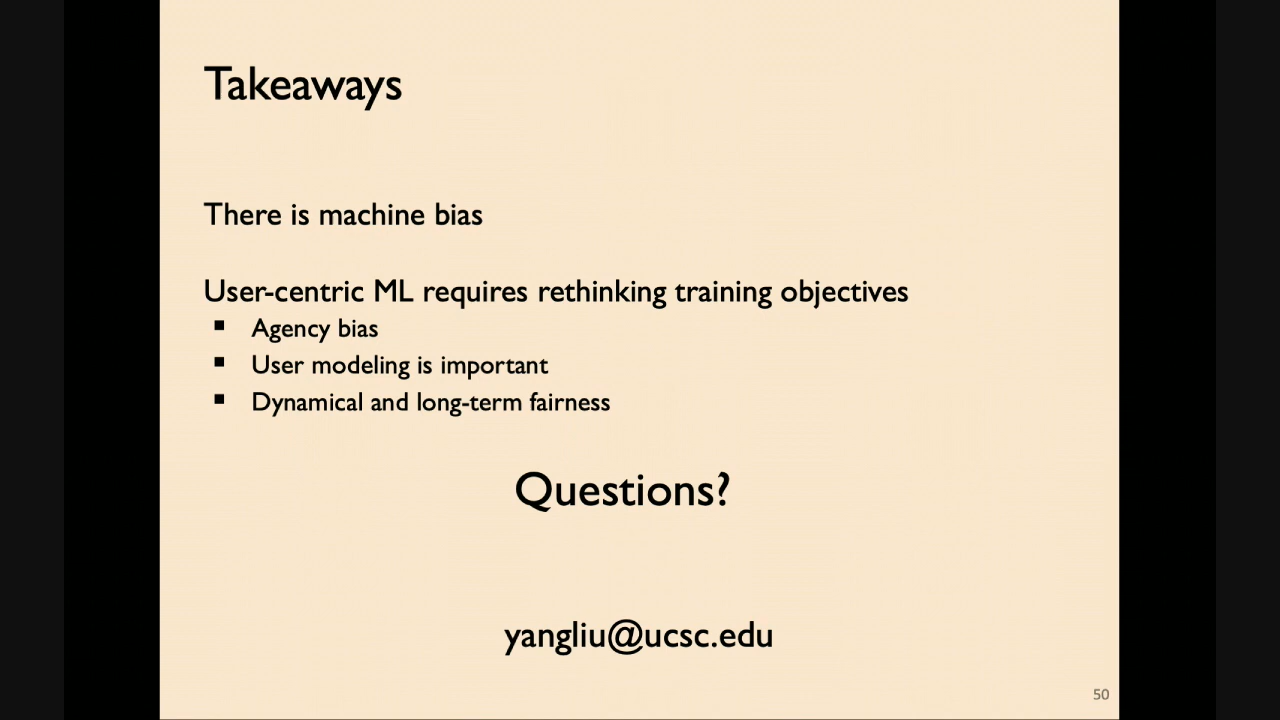 Takeaways
There is machine bias
User-centric ML requires rethinking training objectives
▪ Agency bias
▪ User modeling is important
▪ Dynamical and long-term fairness
Questions?
yangliu@ucsc.edu
50